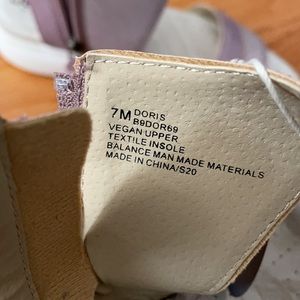 7M DORIS
B9DOR69
VEGAN UPPER
TEXTILE INSOLE
BALANCE MAN MADE MATERIALS
MADE IN CHINA/S20